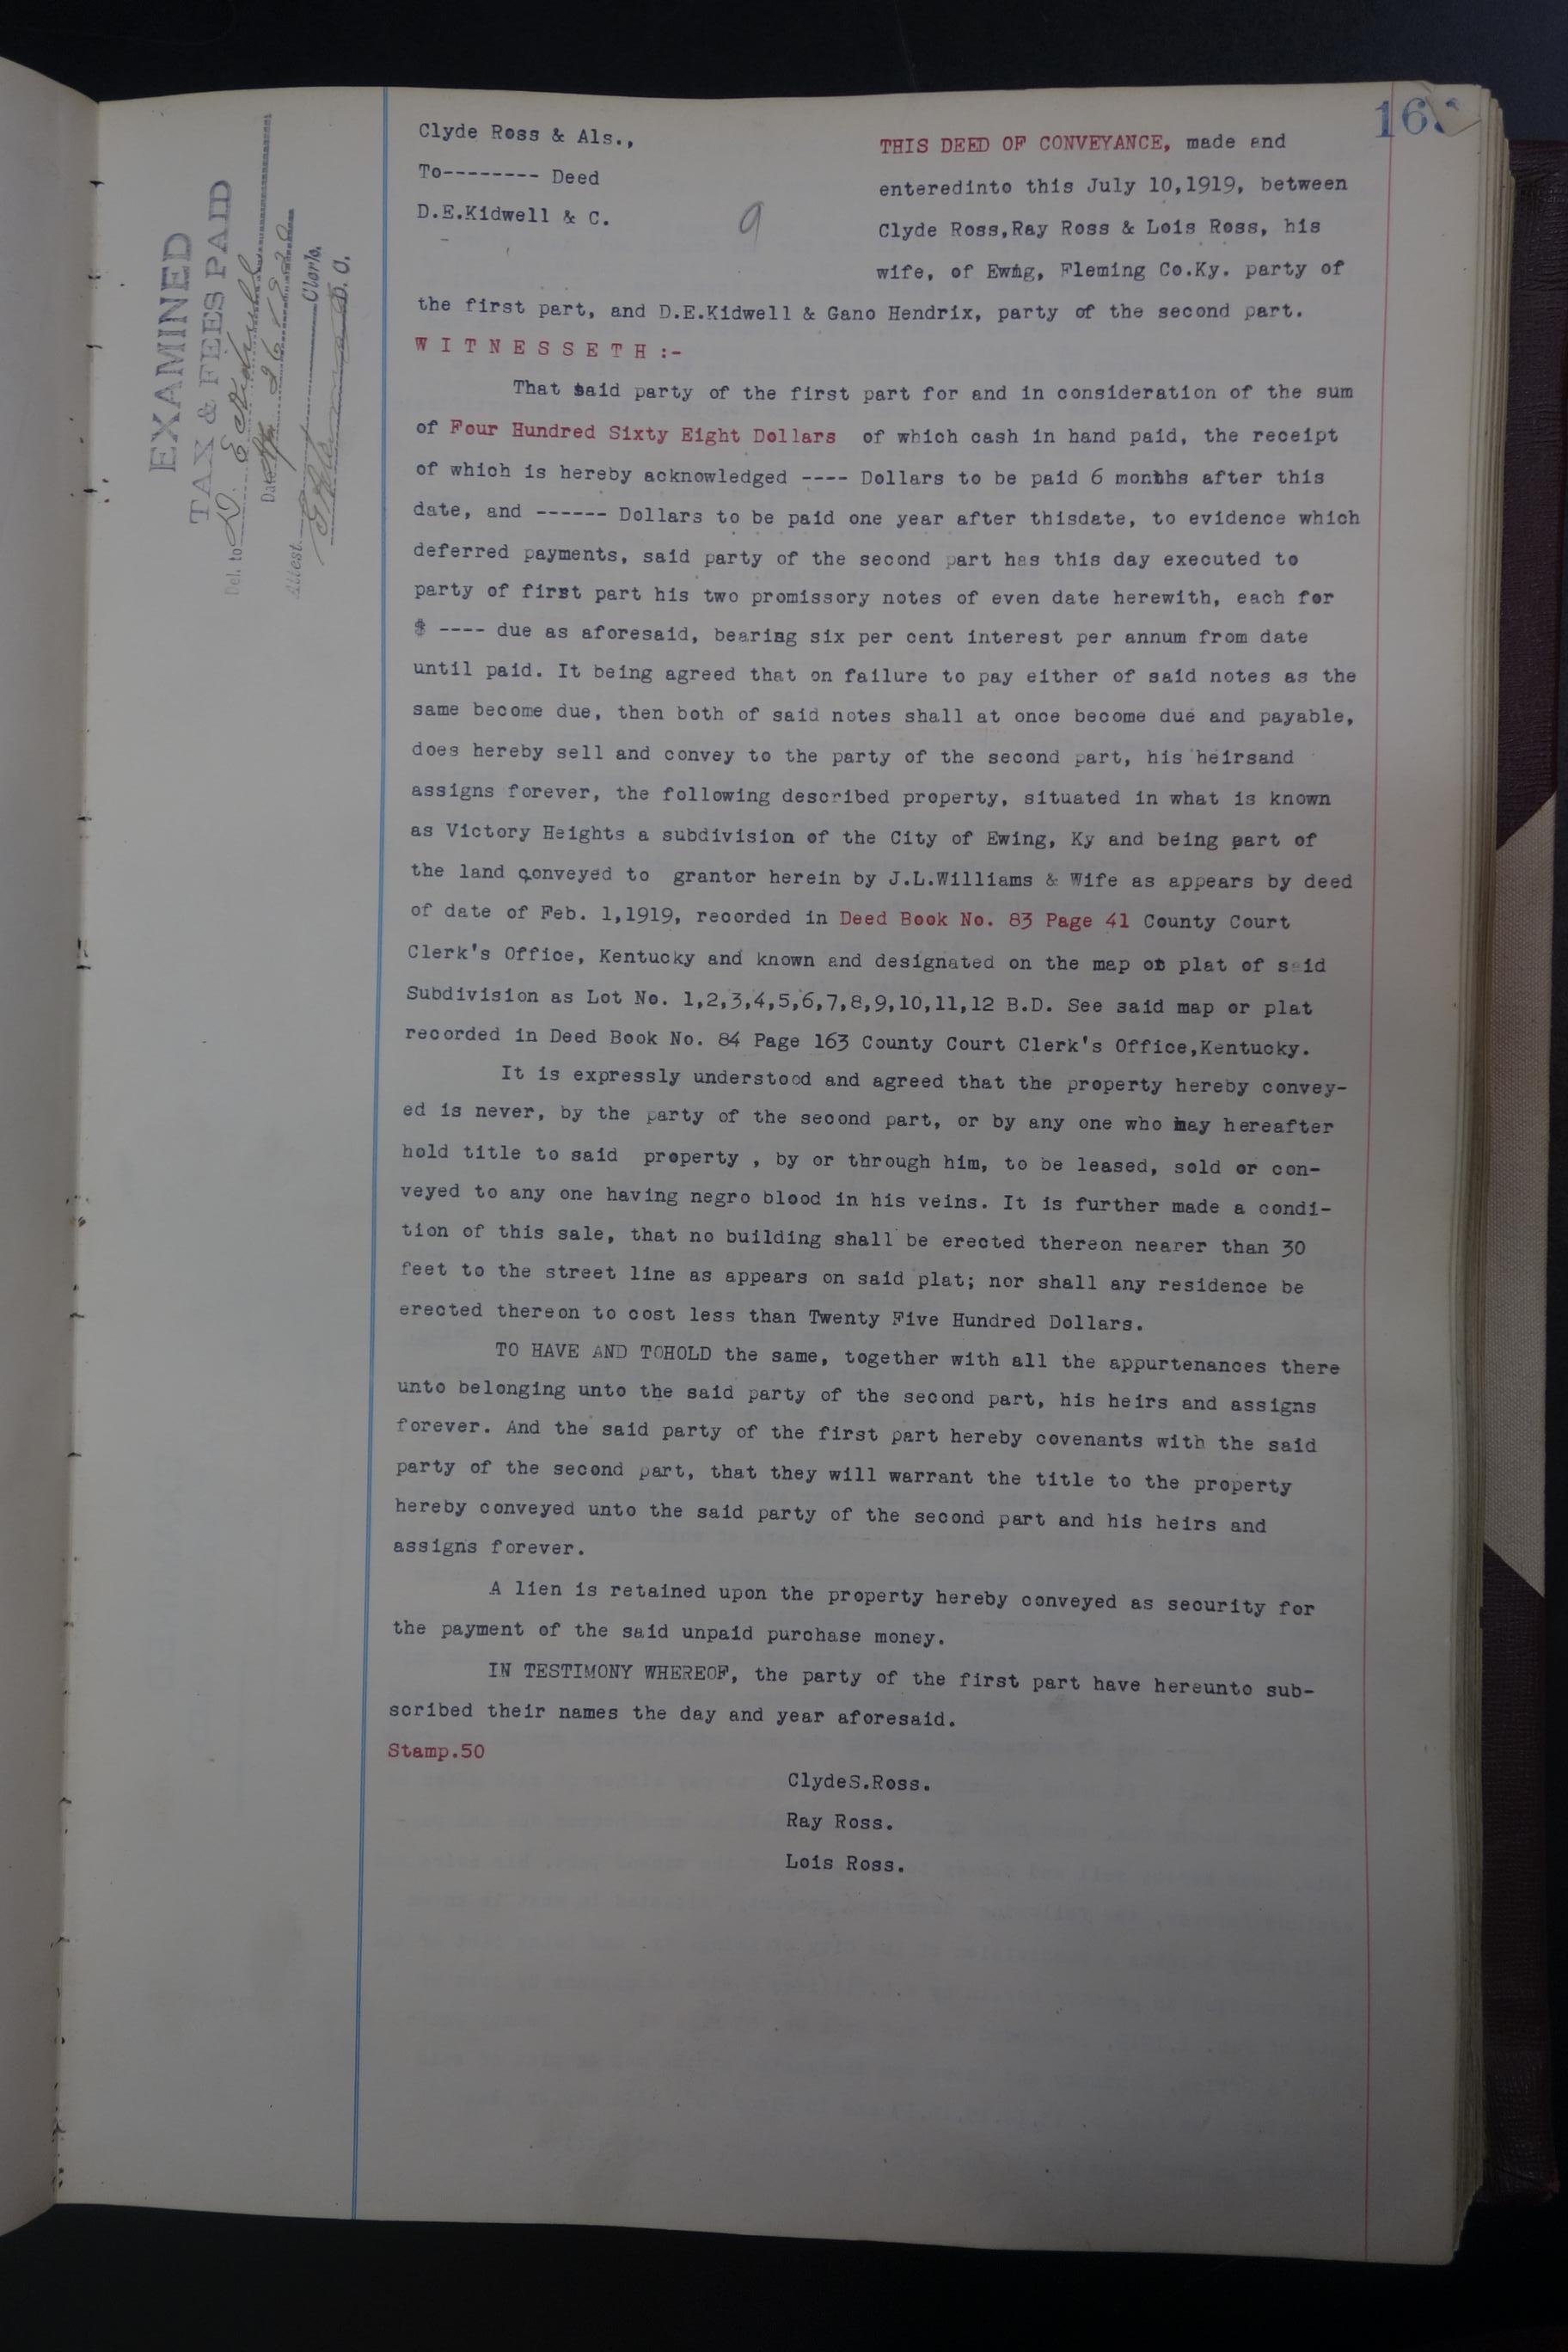 Clyde Ross & Als.,
To-------- Deed
D.E.Kidwell & C.
9
16
THIS DEED OF CONVEYANCE, made and
enteredinto this July 10,1919, between
Clyde Ross,Ray Ross & Lois Ross, his
wife, of Ewing, Fleming Co.Ky. party of
the first part, and D.E.Kidwell & Gano Hendrix, party of the second part.
W I T N E S S E T H :-
That said party of the first part for and in consideration of the sum
of Four Hundred Sixty Eight Dollars of which cash in hand paid, the receipt
of which is hereby acknowledged ---- Dollars to be paid 6 months after this
date, and ------ Dollars to be paid one year after thisdate, to evidence which
deferred payments, said party of the second part has this day executed to
party of first part his two promissory notes of even date herewith, each for
$ ---- due as aforesaid, bearing six per cent interest per annum from date
until paid. It being agreed that on failure to pay either of said notes as the
same become due, then both of said notes shall at once become due and payable,
does hereby sell and convey to the party of the second part, his heirsand
assigns forever, the following described property, situated in what is known
as Victory Heights a subdivision of the City of Ewing, Ky and being part of
the land conveyed to grantor herein by J.L.Williams & Wife as appears by deed
of date of Feb. 1,1919, recorded in Deed Book No. 83 Page 41 County Court
Clerk's Office, Kentucky and known and designated on the map or plat of said
Subdivision as Lot No. 1,2,3,4,5,6,7,8,9,10,11,12 B.D. See said map or plat
recorded in Deed Book No. 84 Page 163 County Court Clerk's Office,Kentucky.
It is expressly understood and agreed that the property hereby convey-
ed is never, by the party of the second part, or by any one who may hereafter
hold title to said property , by or through him, to be leased, sold or con-
veyed to any one having negro blood in his veins. It is further made a condi-
tion of this sale, that no building shall be erected thereon nearer than 30
feet to the street line as appears on said plat; nor shall any residence be
erected thereon to cost less than Twenty Five Hundred Dollars.
TO HAVE AND TOHOLD the same, together with all the appurtenances there
unto belonging unto the said party of the second part, his heirs and assigns
forever. And the said party of the first part hereby covenants with the said
party of the second part, that they will warrant the title to the property
hereby conveyed unto the said party of the second part and his heirs and
assigns forever.
A lien is retained upon the property hereby conveyed as security for
the payment of the said unpaid purchase money.
IN TESTIMONY WHEREOF, the party of the first part have hereunto sub-
scribed their names the day and year aforesaid.
Stamp.50
ClydeS.Ross.
Ray Ross.
Lois Ross.
EXAMINED
TAX & FEES PAID
Del. to D. E. Kidwell
Date 26 1920
Attest. Clerk.
D. C.